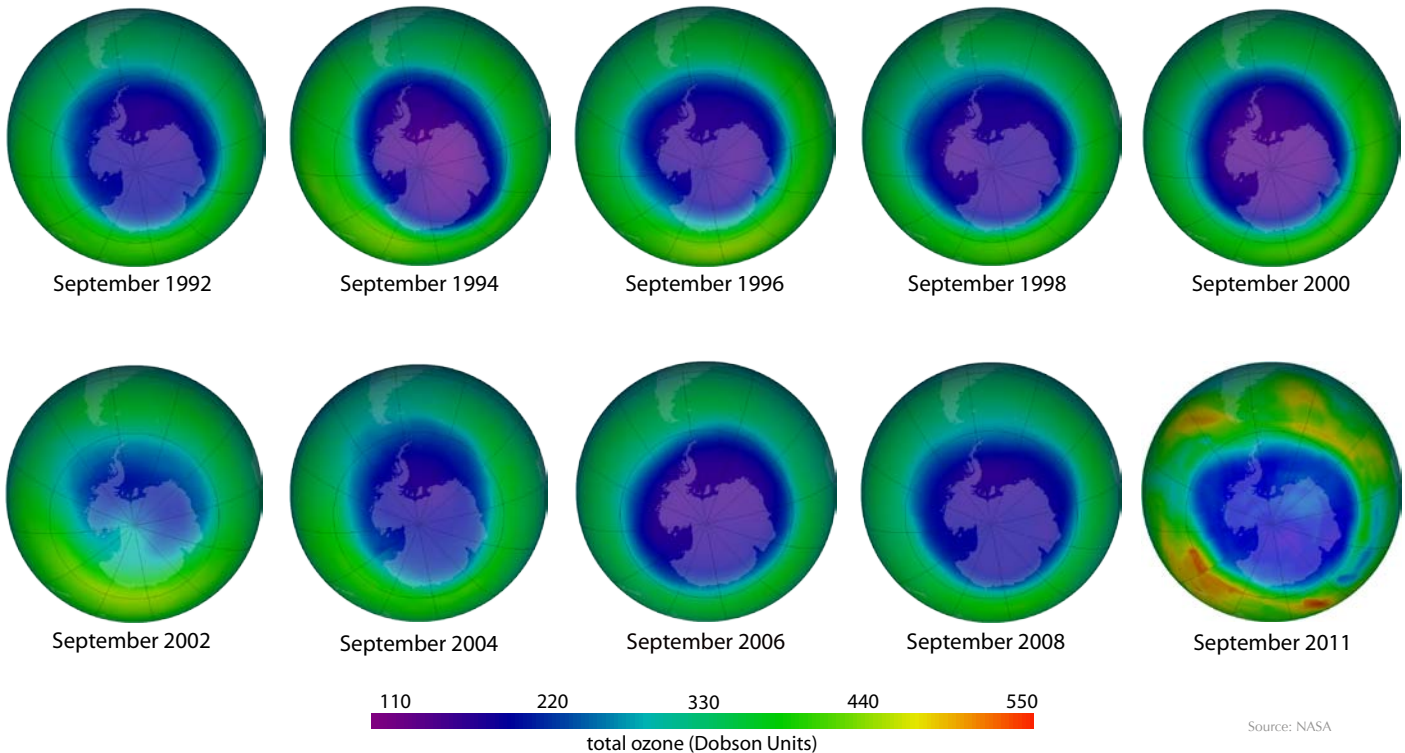 September 1992
September 1994
September 1996
September 1998
September 2000
September 2002
September 2004
September 2006
September 2008
September 2011
110 220 330 440 550
total ozone (Dobson Units)
Source: NASA